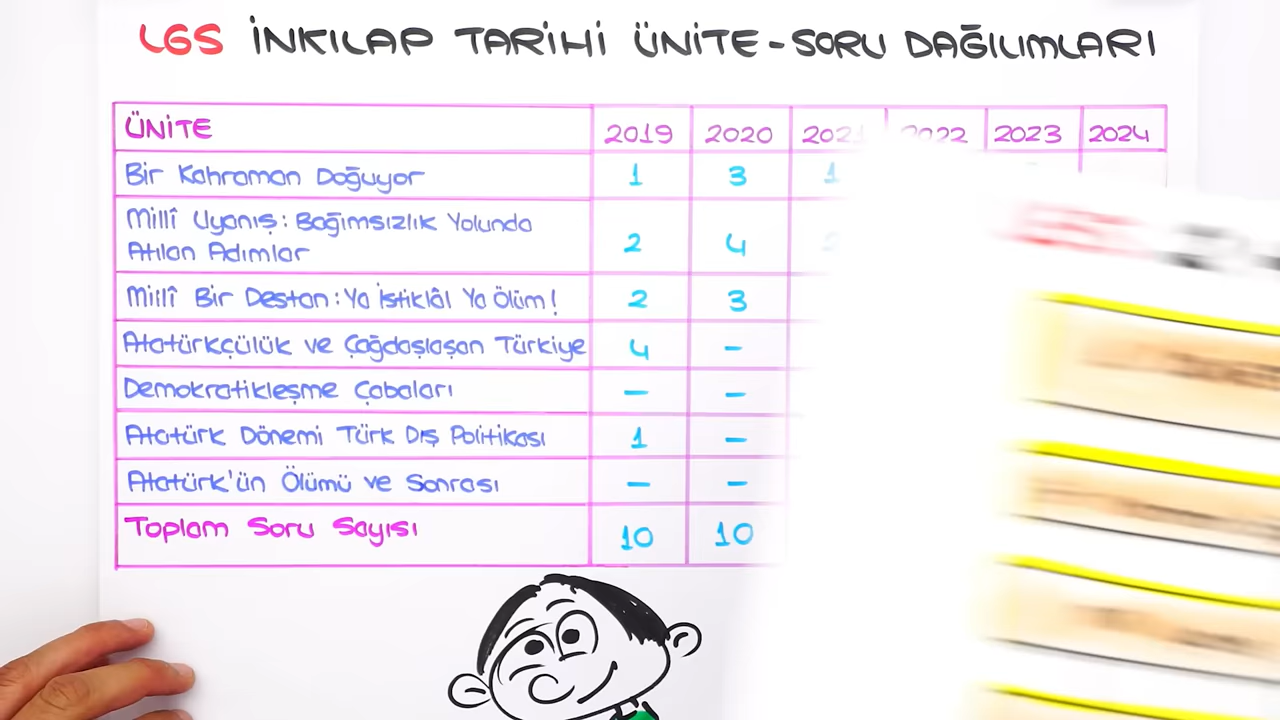 LGS İNKILAP TARİHİ ÜNİTE-SORU DAĞILIMLARI
ÜNİTE 2019 2020 2021 2022 2023 2024
Bir Kahraman Doğuyor 1 3 1
Millî Uyanış: Bağımsızlık Yolunda
Atılan Adımlar 2 4
Millî Bir Destan: Ya İstiklâl Ya Ölüm! 2 3
Atatürkçülük ve Çağdaşlaşan Türkiye 4 -
Demokratikleşme Çabaları - -
Atatürk Dönemi Türk Dış Politikası 1 -
Atatürk'ün Ölümü ve Sonrası - -
Toplam Soru Sayısı 10 10